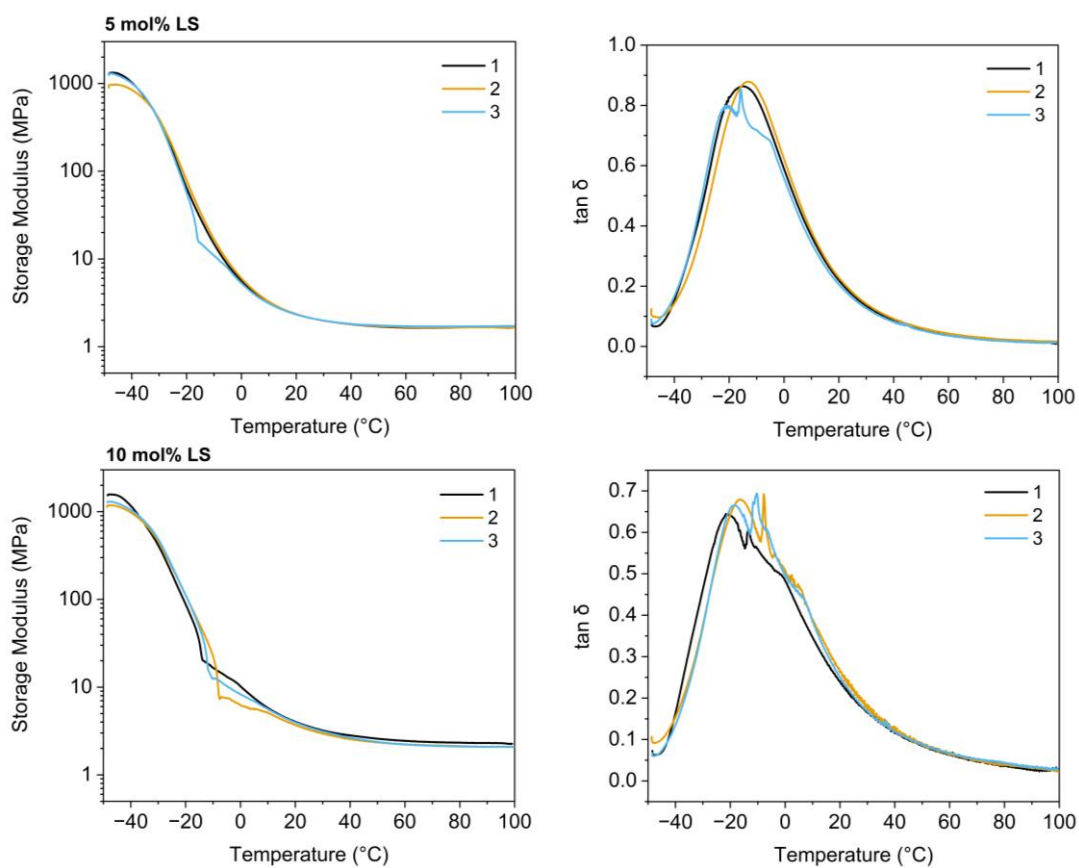 5 mol% LS
Storage Modulus (MPa)
1000
100
10
1
−40 −20 0 20 40 60 80 100
Temperature (°C)
1
2
3
tan δ
1.0
0.8
0.6
0.4
0.2
0.0
−40 −20 0 20 40 60 80 100
Temperature (°C)
1
2
3
10 mol% LS
Storage Modulus (MPa)
1000
100
10
1
−40 −20 0 20 40 60 80 100
Temperature (°C)
1
2
3
tan δ
0.7
0.6
0.5
0.4
0.3
0.2
0.1
0.0
−40 −20 0 20 40 60 80 100
Temperature (°C)
1
2
3